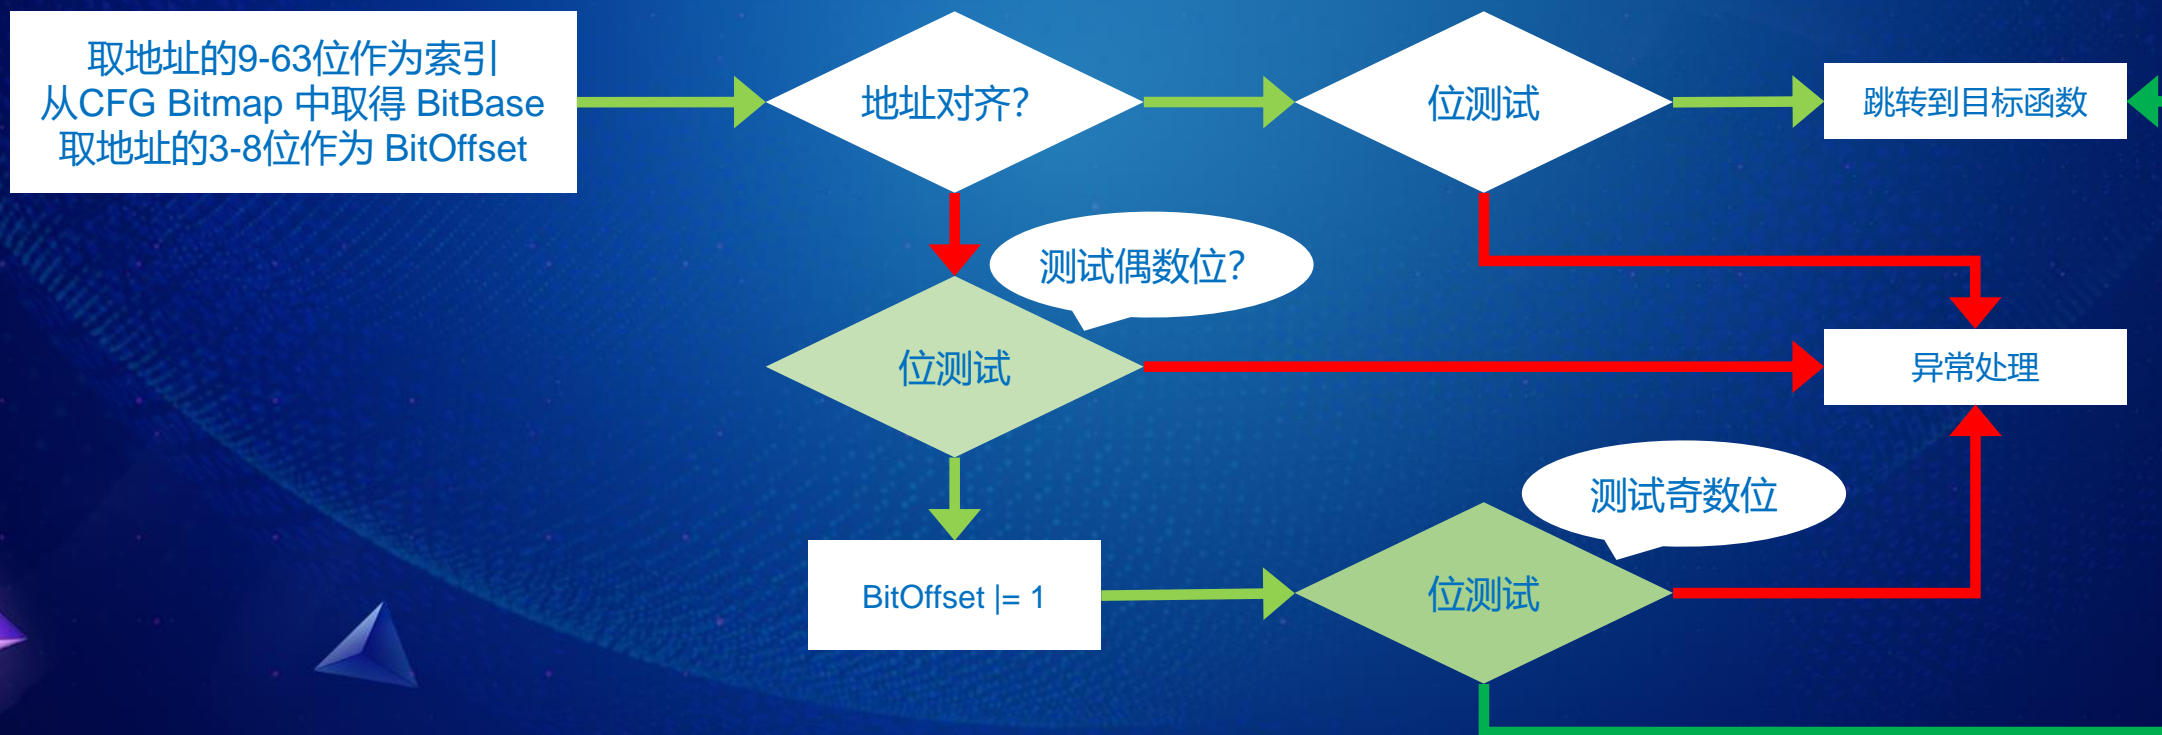 取地址的9-63位作为索引
从CFG Bitmap 中取得 BitBase
取地址的3-8位作为 BitOffset
地址对齐?
位测试
跳转到目标函数
测试偶数位?
位测试
异常处理
测试奇数位
BitOffset |= 1
位测试